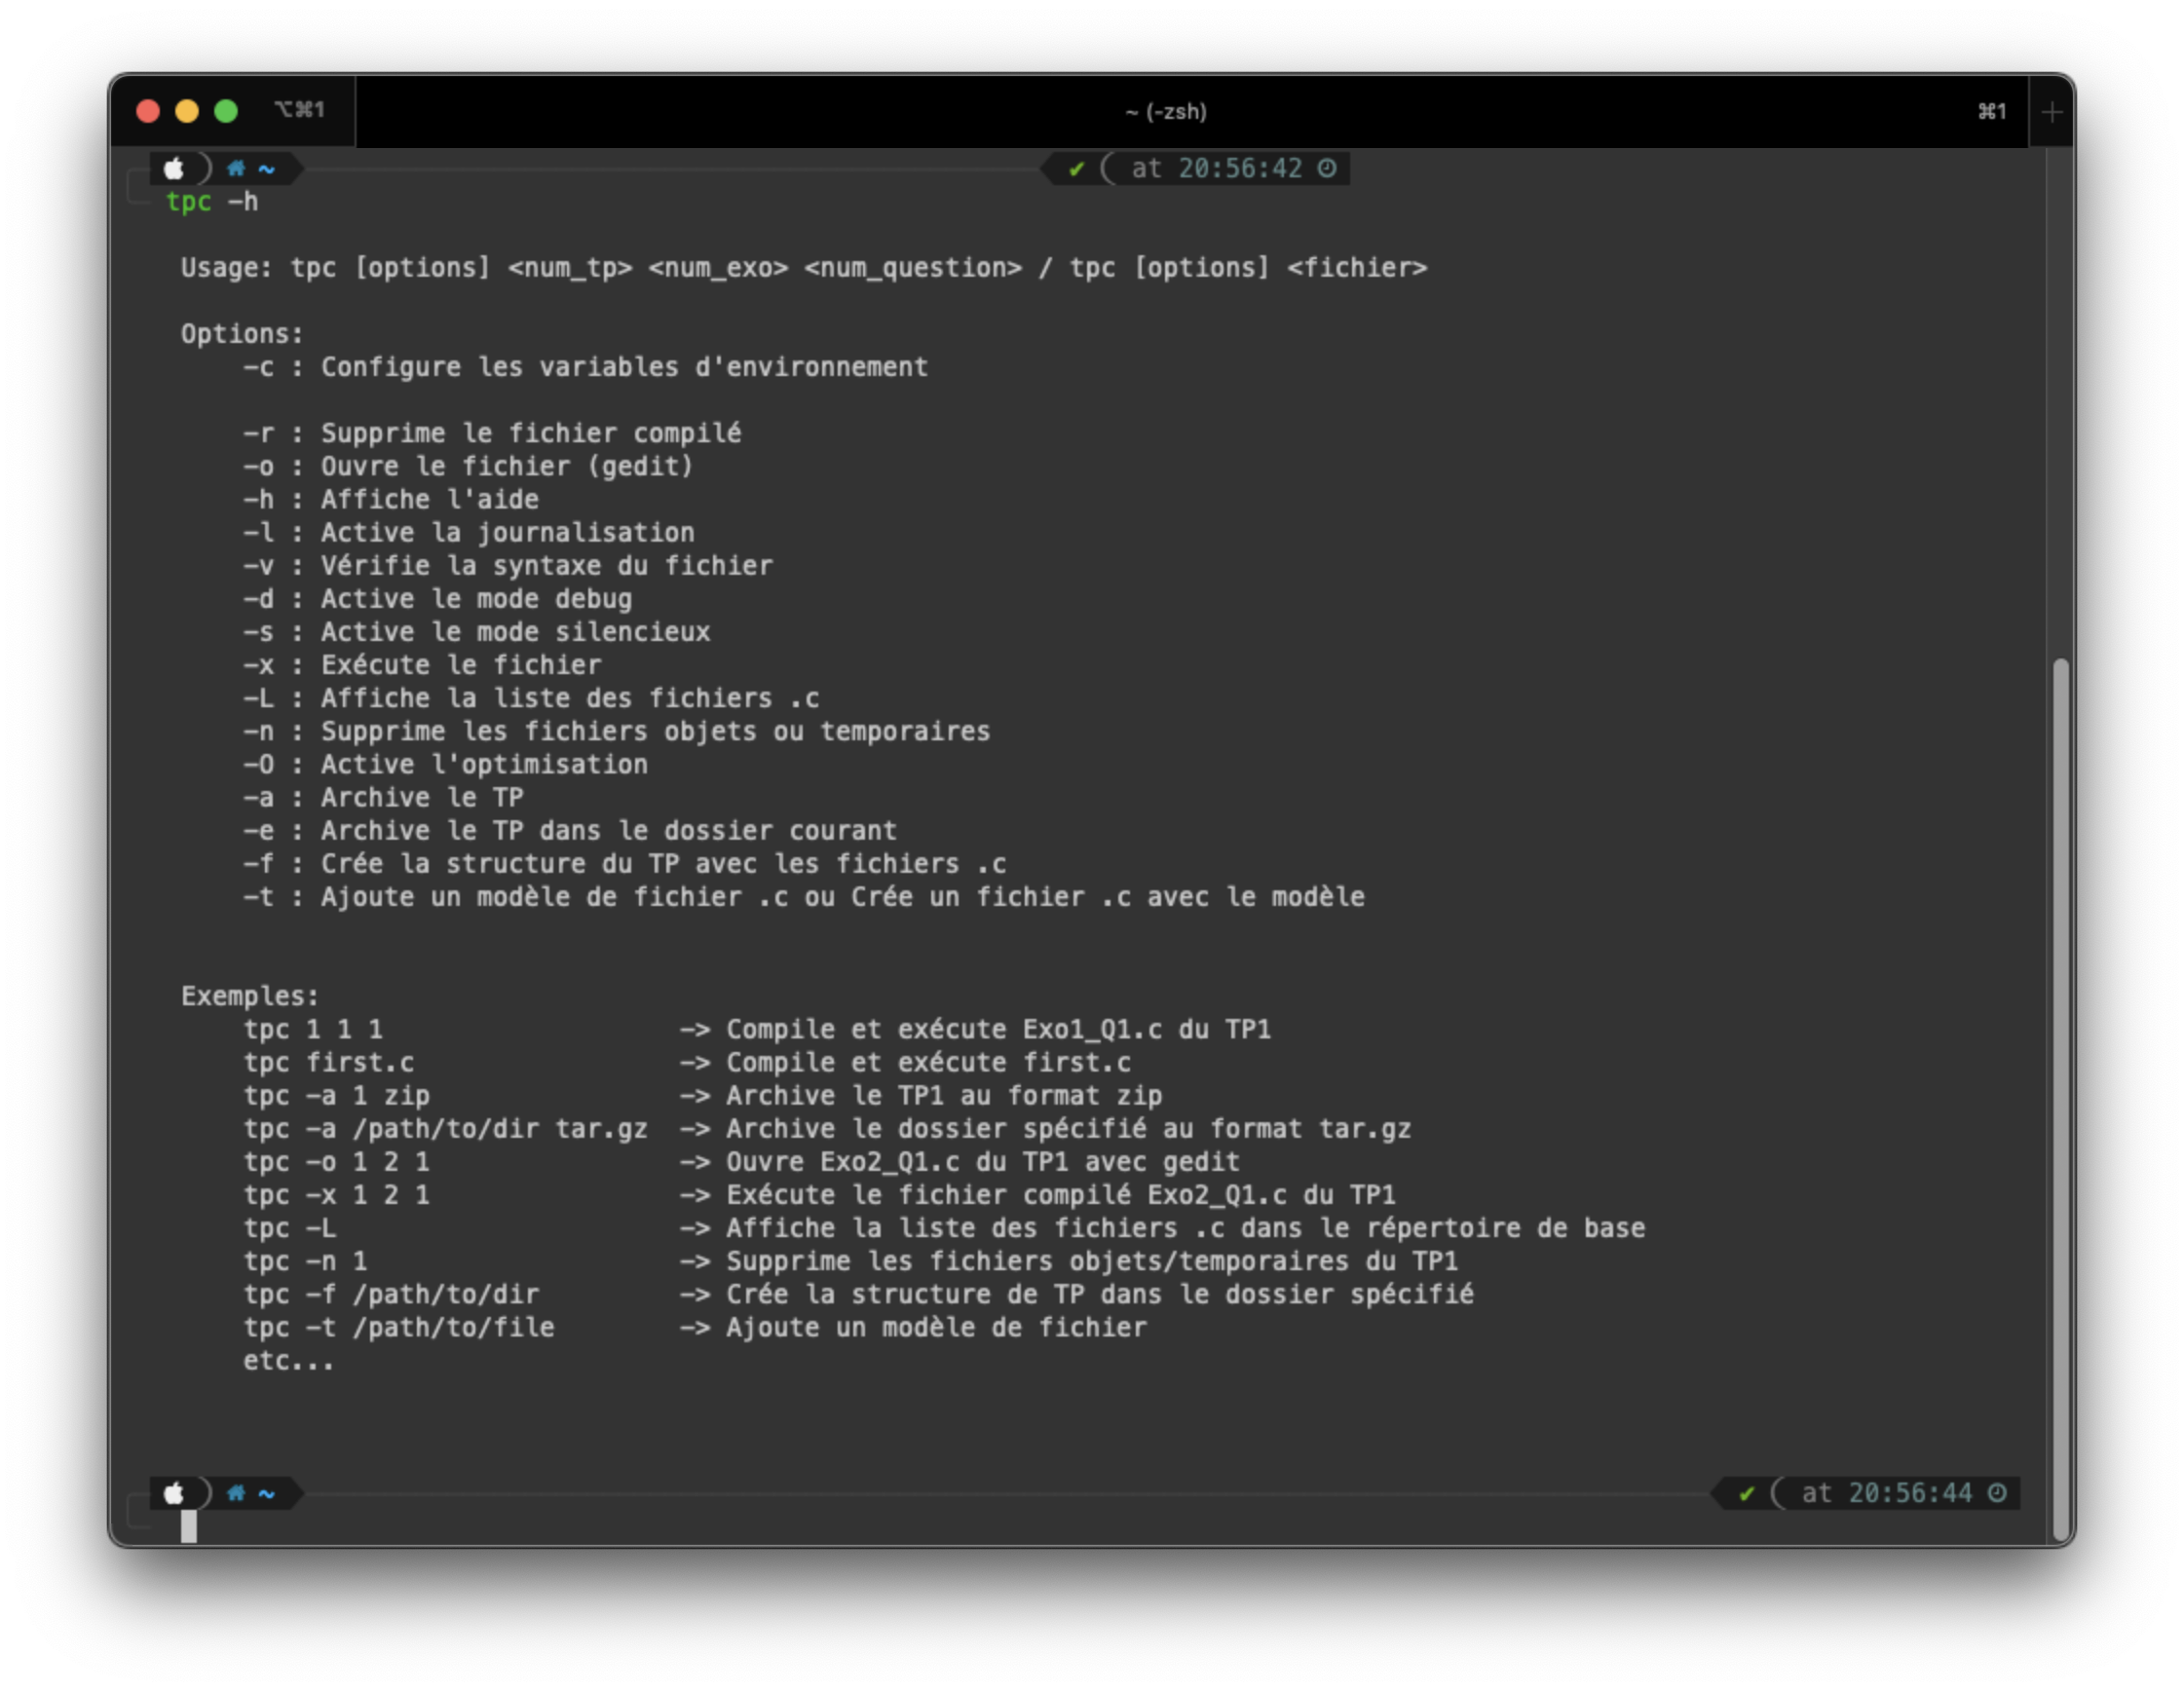 ⌥⌘1 ~ (-zsh) ⌘1
~ ✔ at 20:56:42
tpc -h
Usage: tpc [options] <num_tp> <num_exo> <num_question> / tpc [options] <fichier>
Options:
-c : Configure les variables d'environnement
-r : Supprime le fichier compilé
-o : Ouvre le fichier (gedit)
-h : Affiche l'aide
-l : Active la journalisation
-v : Vérifie la syntaxe du fichier
-d : Active le mode debug
-s : Active le mode silencieux
-x : Exécute le fichier
-L : Affiche la liste des fichiers .c
-n : Supprime les fichiers objets ou temporaires
-O : Active l'optimisation
-a : Archive le TP
-e : Archive le TP dans le dossier courant
-f : Crée la structure du TP avec les fichiers .c
-t : Ajoute un modèle de fichier .c ou Crée un fichier .c avec le modèle
Exemples:
tpc 1 1 1 -> Compile et exécute Exo1_Q1.c du TP1
tpc first.c -> Compile et exécute first.c
tpc -a 1 zip -> Archive le TP1 au format zip
tpc -a /path/to/dir tar.gz -> Archive le dossier spécifié au format tar.gz
tpc -o 1 2 1 -> Ouvre Exo2_Q1.c du TP1 avec gedit
tpc -x 1 2 1 -> Exécute le fichier compilé Exo2_Q1.c du TP1
tpc -L -> Affiche la liste des fichiers .c dans le répertoire de base
tpc -n 1 -> Supprime les fichiers objets/temporaires du TP1
tpc -f /path/to/dir -> Crée la structure de TP dans le dossier spécifié
tpc -t /path/to/file -> Ajoute un modèle de fichier
etc...
~ ✔ at 20:56:44